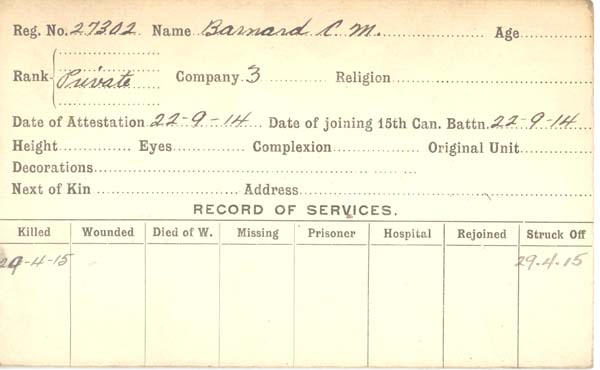 Reg. No. 27302 Name Barnard C. M. Age
Rank Private Company 3 Religion
Date of Attestation 22-9-14 Date of joining 15th Can. Battn. 22-9-14
Height Eyes Complexion Original Unit
Decorations
Next of Kin Address
RECORD OF SERVICES.
Killed Wounded Died of W. Missing Prisoner Hospital Rejoined Struck Off
29-4-15 29.4.15